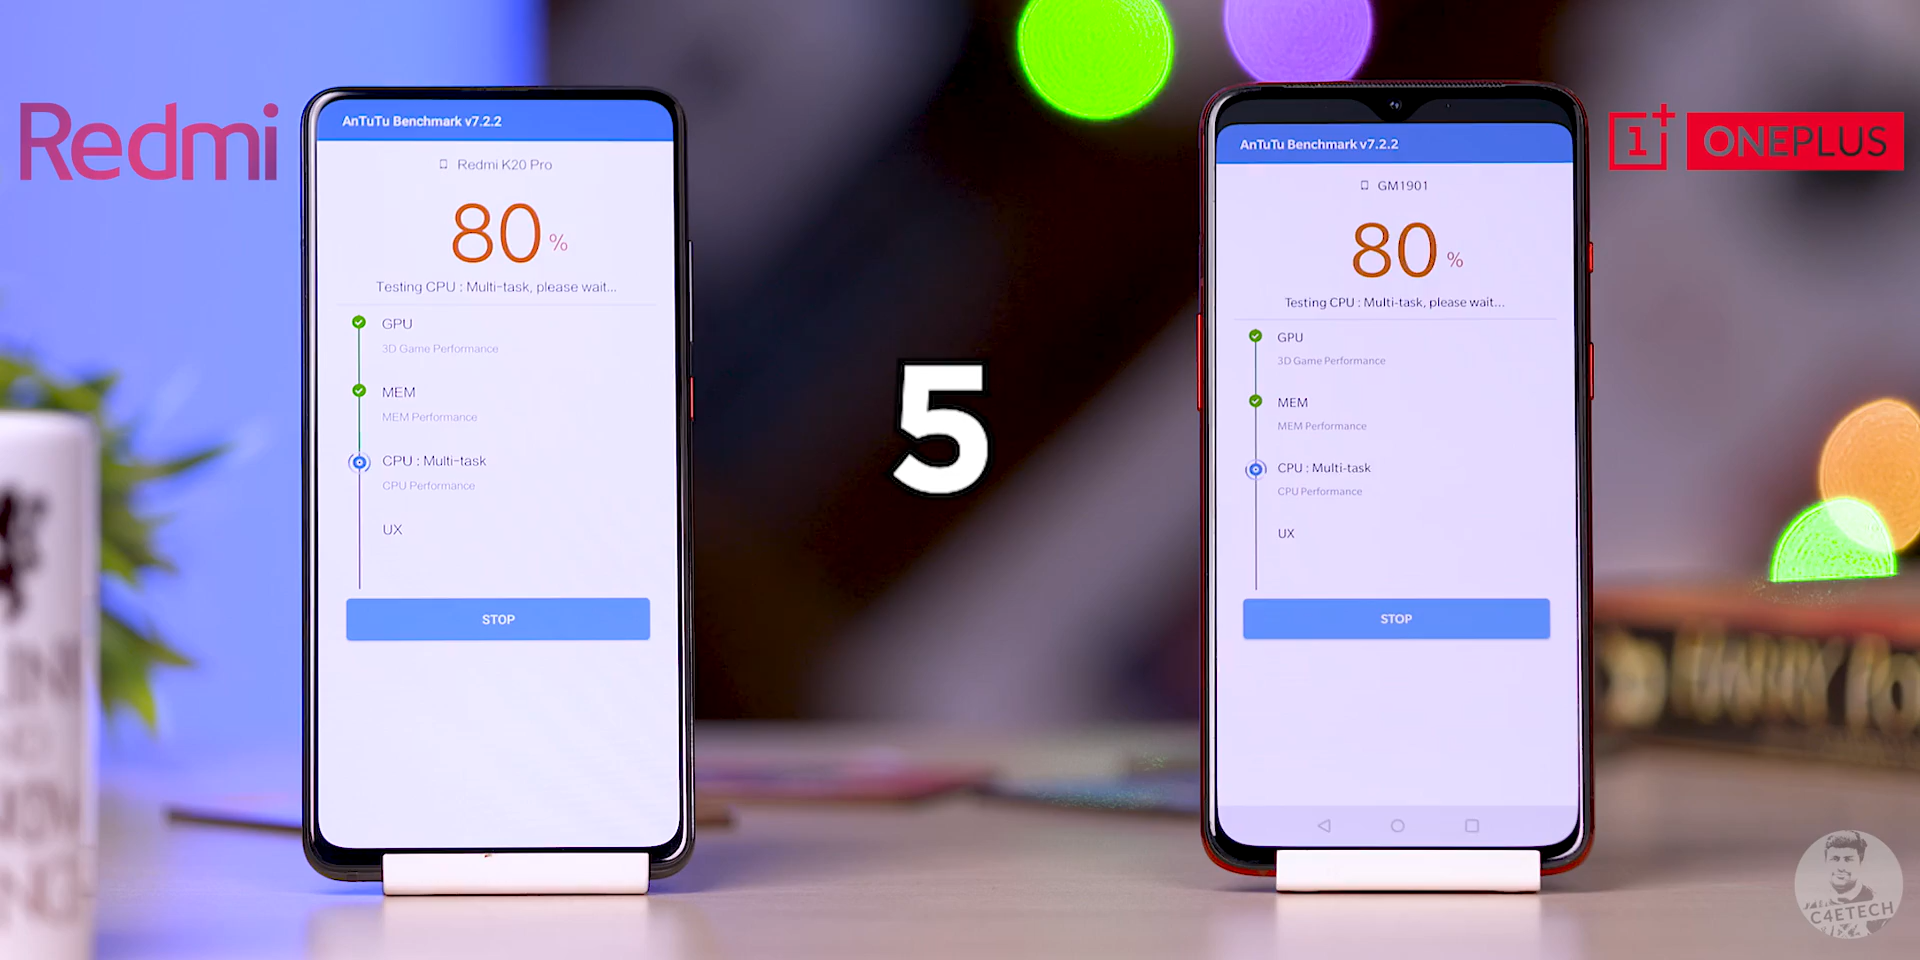 Redmi
AnTuTu Benchmark v7.2.2
Redmi K20 Pro
80%
Testing CPU : Multi-task, please wait...
GPU
3D Game Performance
MEM
MEM Performance
CPU : Multi-task
CPU Performance
UX
STOP
5
1+ ONEPLUS
AnTuTu Benchmark v7.2.2
GM1901
80%
Testing CPU : Multi-task, please wait...
GPU
3D Game Performance
MEM
MEM Performance
CPU : Multi-task
CPU Performance
UX
STOP
C4ETECH